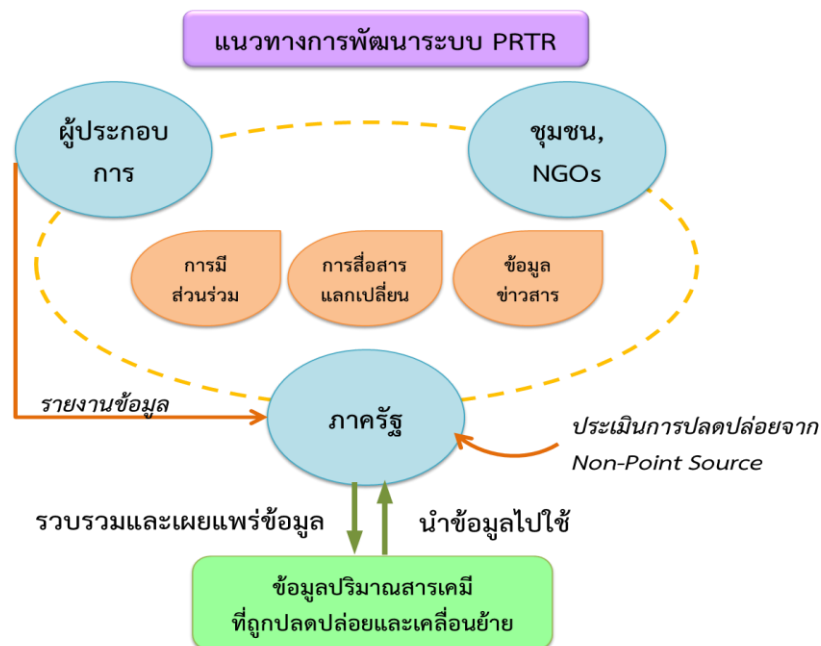 แนวทางการพัฒนาระบบ PRTR
ผู้ประกอบ
การ
ชุมชน,
NGOs
การมี
ส่วนร่วม
การสื่อสาร
แลกเปลี่ยน
ข้อมูล
ข่าวสาร
รายงานข้อมูล
ภาครัฐ
ประเมินการปลดปล่อยจาก
Non-Point Source
รวบรวมและเผยแพร่ข้อมูล
นำข้อมูลไปใช้
ข้อมูลปริมาณสารเคมี
ที่ถูกปลดปล่อยและเคลื่อนย้าย